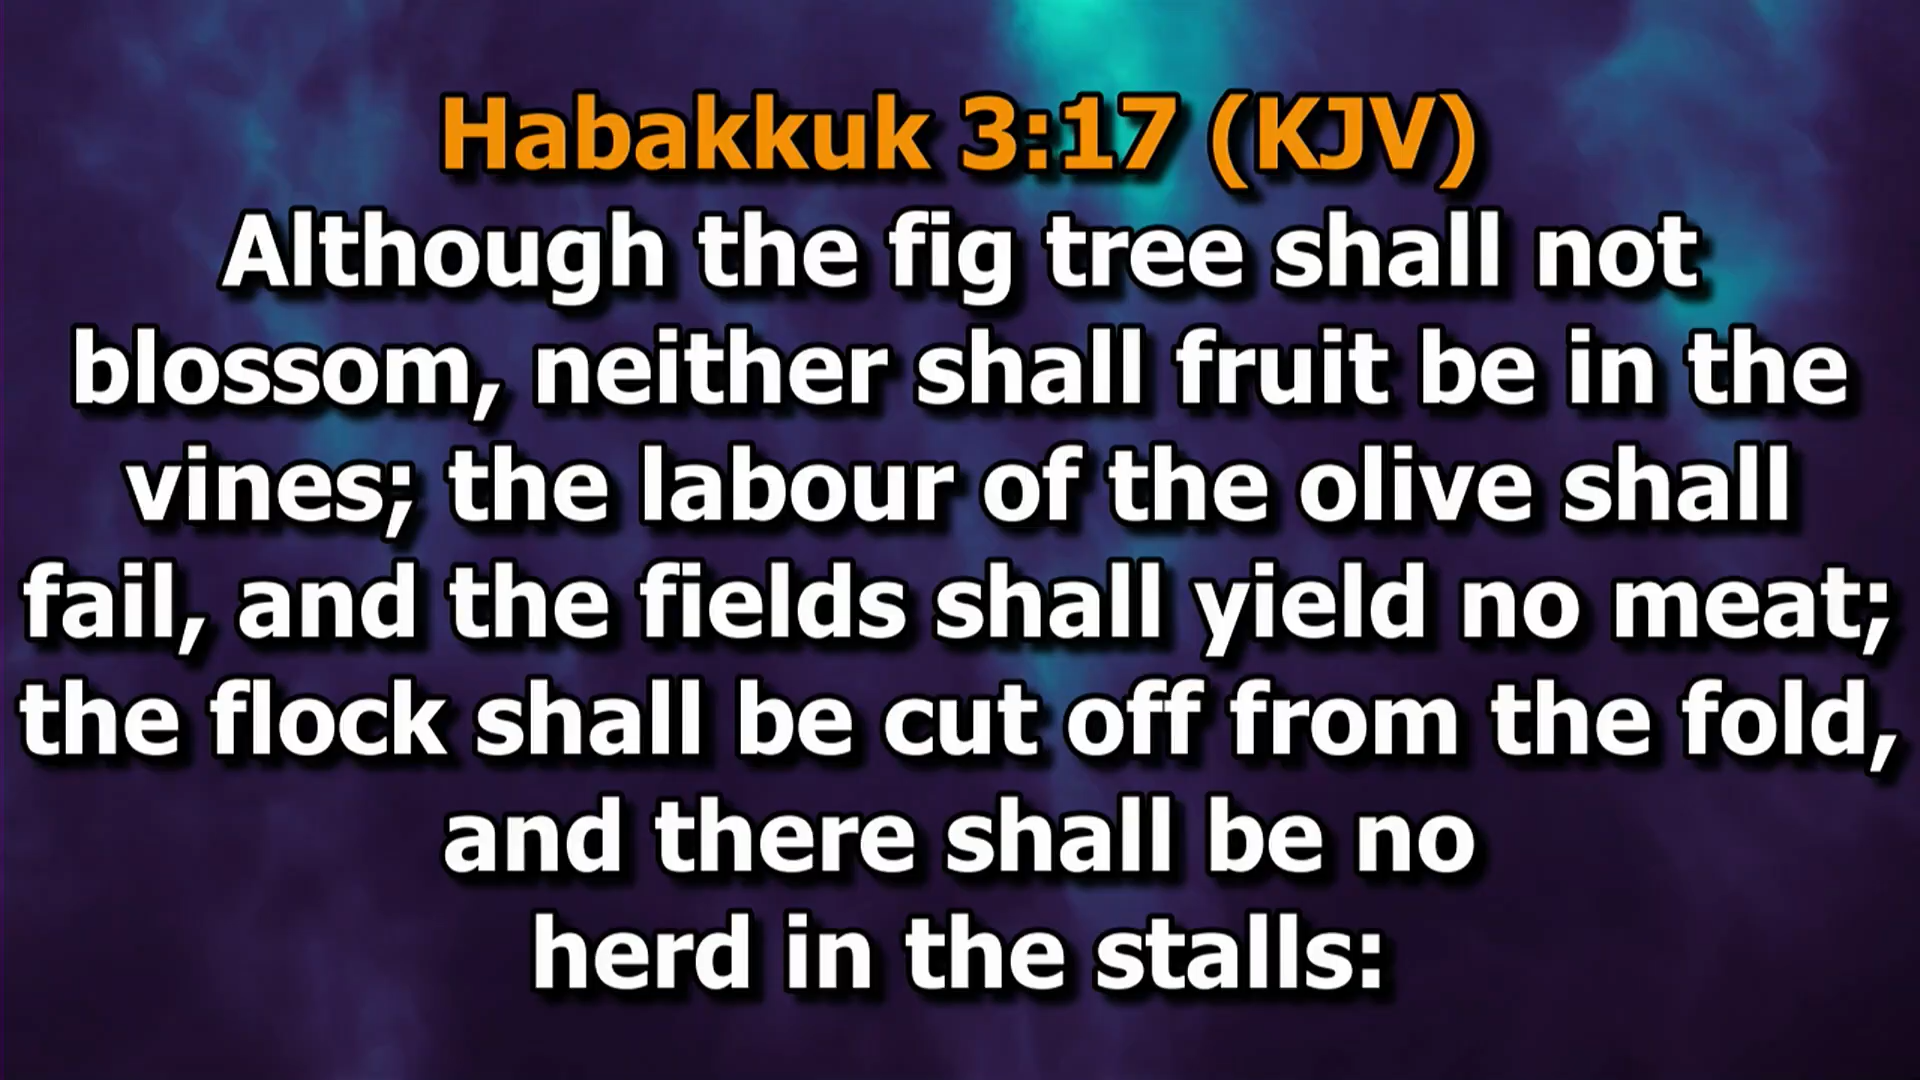 Habakkuk 3:17 (KJV)
Although the fig tree shall not
blossom, neither shall fruit be in the
vines; the labour of the olive shall
fail, and the fields shall yield no meat;
the flock shall be cut off from the fold,
and there shall be no
herd in the stalls: